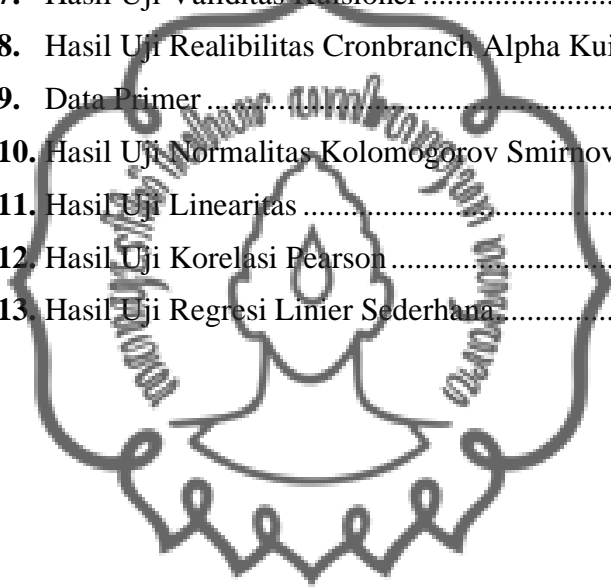 7. Hasil Uji Validitas Kuisioner........................
8. Hasil Uji Realibilitas Cronbranch Alpha Kui
9. Data Primer.................................................
10. Hasil Uji Normalitas Kolomogorov Smirnov
11. Hasil Uji Linearitas.....................................
12. Hasil Uji Korelasi Pearson..........................
13. Hasil Uji Regresi Linier Sederhana..............